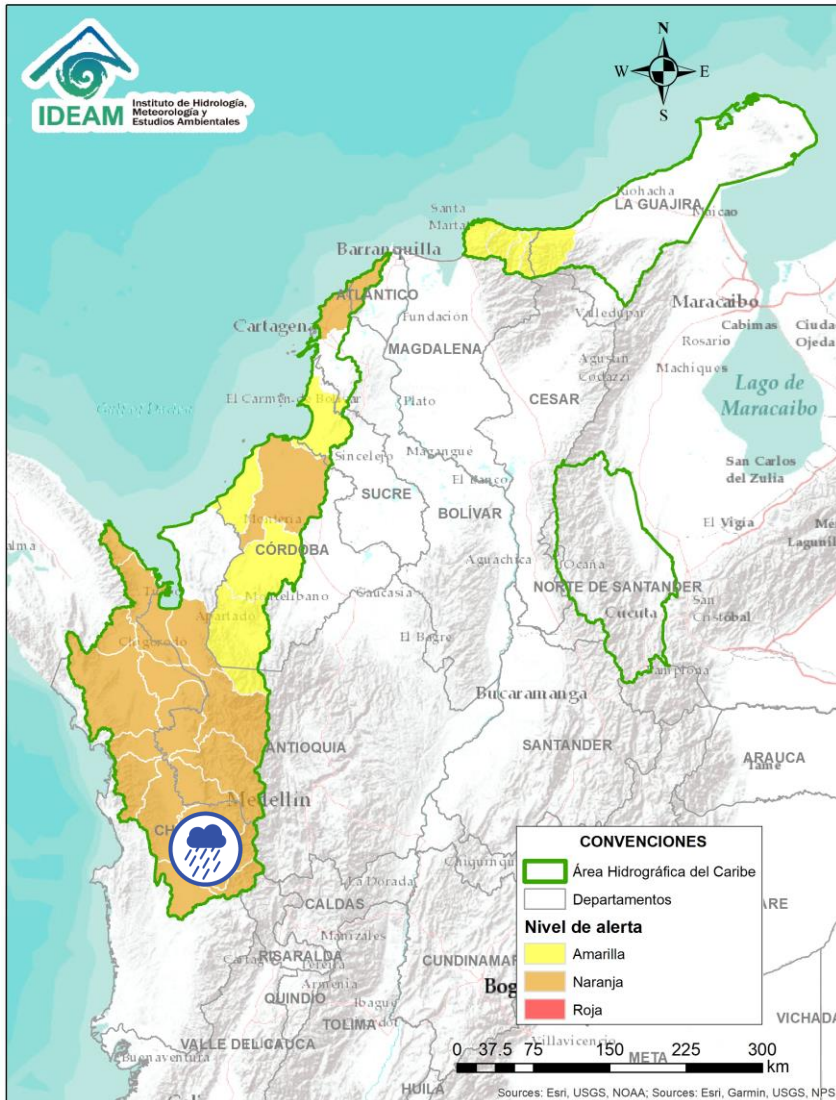 IDEAM
Instituto de Hidrología,
Meteorología y
Estudios Ambientales
N
W
E
S
Santa
Marta
Riohacha
LA GUAJIRA
Maicao
Barranquilla
ATLÁNTICO
Cartagena
Fundación
Valledupar
Maracaibo
Cabimas
Ciudad
Ojeda
Rosario
Machiques
MAGDALENA
Agustín
Codazzi
CESAR
Lago de
Maracaibo
El Carmen de Bolívar
Plato
Sincelejo
Magangué
San Carlos
del Zulia
SUCRE
El Banco
BOLÍVAR
El Vigía
Montería
CÓRDOBA
Aguachica
Ocaña
NORTE DE SANTANDER
Cúcuta
San
Cristóbal
Montelíbano
Caucasia
Apartadó
Chigorodó
El Bagre
Pamplona
Bucaramanga
ANTIOQUIA
SANTANDER
ARAUCA
Tame
Medellín
CH
La Dorada
CALDAS
Manizales
RISARALDA
Pereira
Armenia
QUINDÍO
Ibagué
TOLIMA
CUNDINAMAR
Bog
VALLE DEL CAUCA
Buenaventura
HUILA
Villavicencio
META
VICHADA
CONVENCIONES
Área Hidrográfica del Caribe
Departamentos
Nivel de alerta
Amarilla
Naranja
Roja
0 37.5 75 150 225 300
km
Sources: Esri, USGS, NOAA; Sources: Esri, Garmin, USGS, NPS